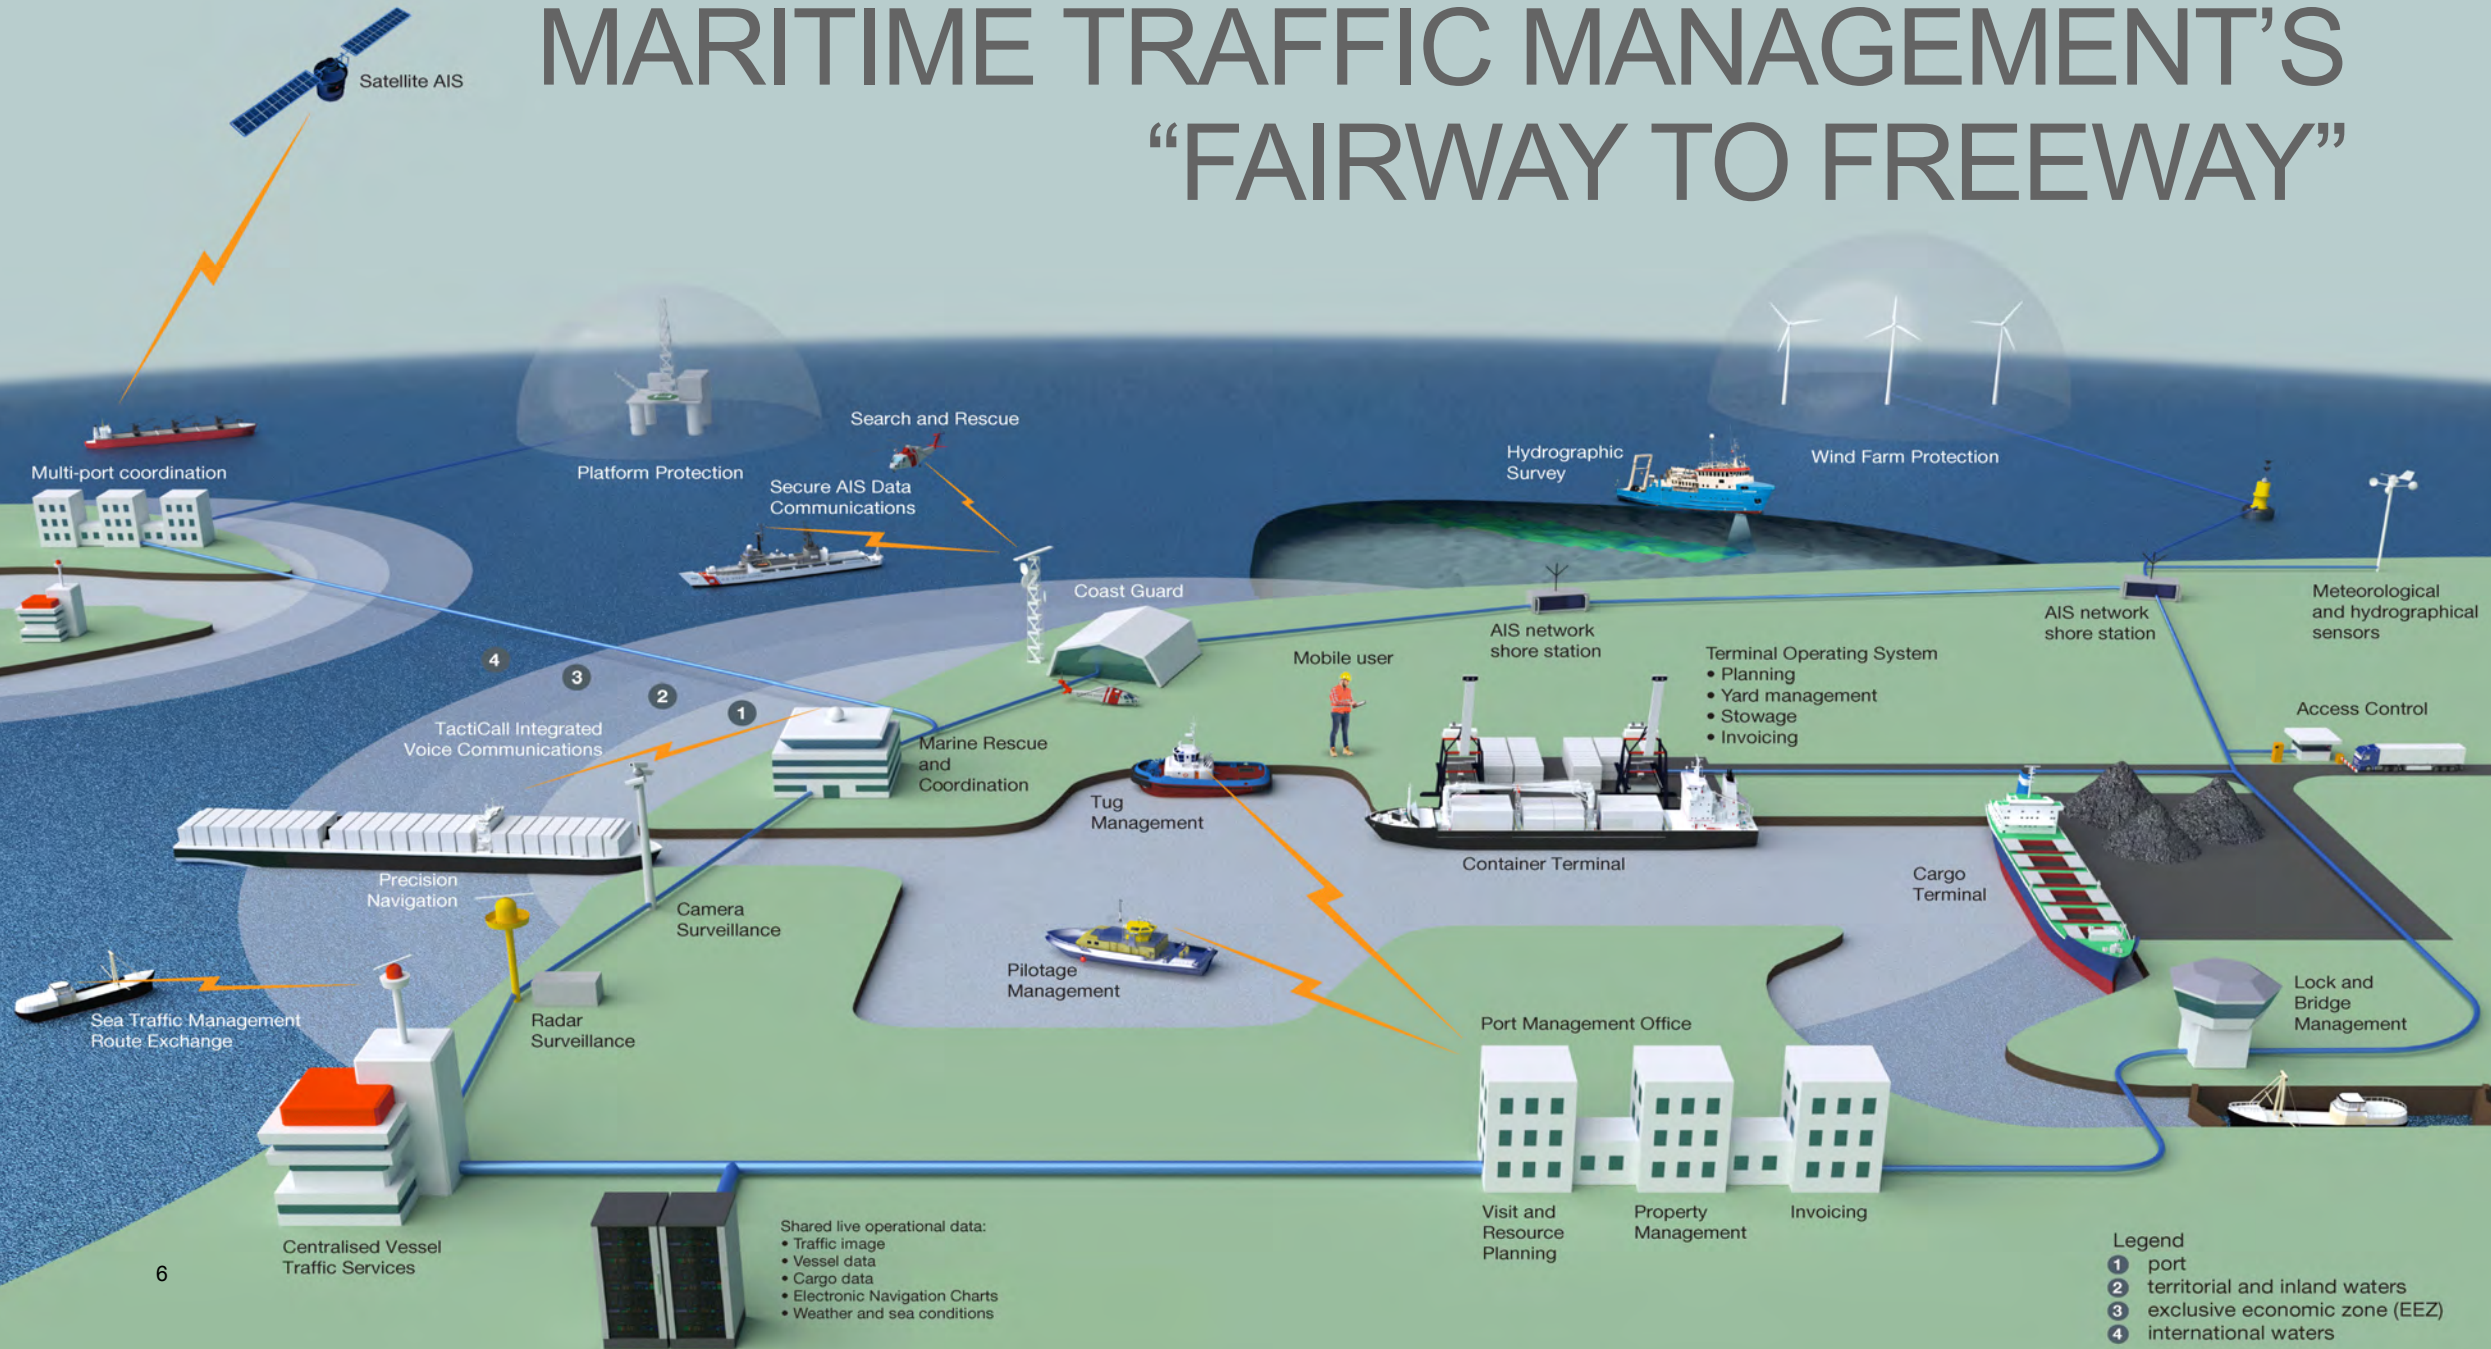 MARITIME TRAFFIC MANAGEMENT’S
“FAIRWAY TO FREEWAY”
Satellite AIS
Search and Rescue
Multi-port coordination
Platform Protection
Secure AIS Data
Communications
Hydrographic
Survey
Wind Farm Protection
Coast Guard
AIS network
shore station
AIS network
shore station
Meteorological
and hydrographical
sensors
Mobile user
Terminal Operating System
• Planning
• Yard management
• Stowage
• Invoicing
Access Control
4
3
2
1
TactiCall Integrated
Voice Communications
Marine Rescue
and
Coordination
Tug
Management
Container Terminal
Cargo
Terminal
Precision
Navigation
Camera
Surveillance
Pilotage
Management
Lock and
Bridge
Management
Sea Traffic Management
Route Exchange
Radar
Surveillance
Port Management Office
Visit and
Resource
Planning
Property
Management
Invoicing
Centralised Vessel
Traffic Services
Shared live operational data:
• Traffic image
• Vessel data
• Cargo data
• Electronic Navigation Charts
• Weather and sea conditions
Legend
1 port
2 territorial and inland waters
3 exclusive economic zone (EEZ)
4 international waters
6